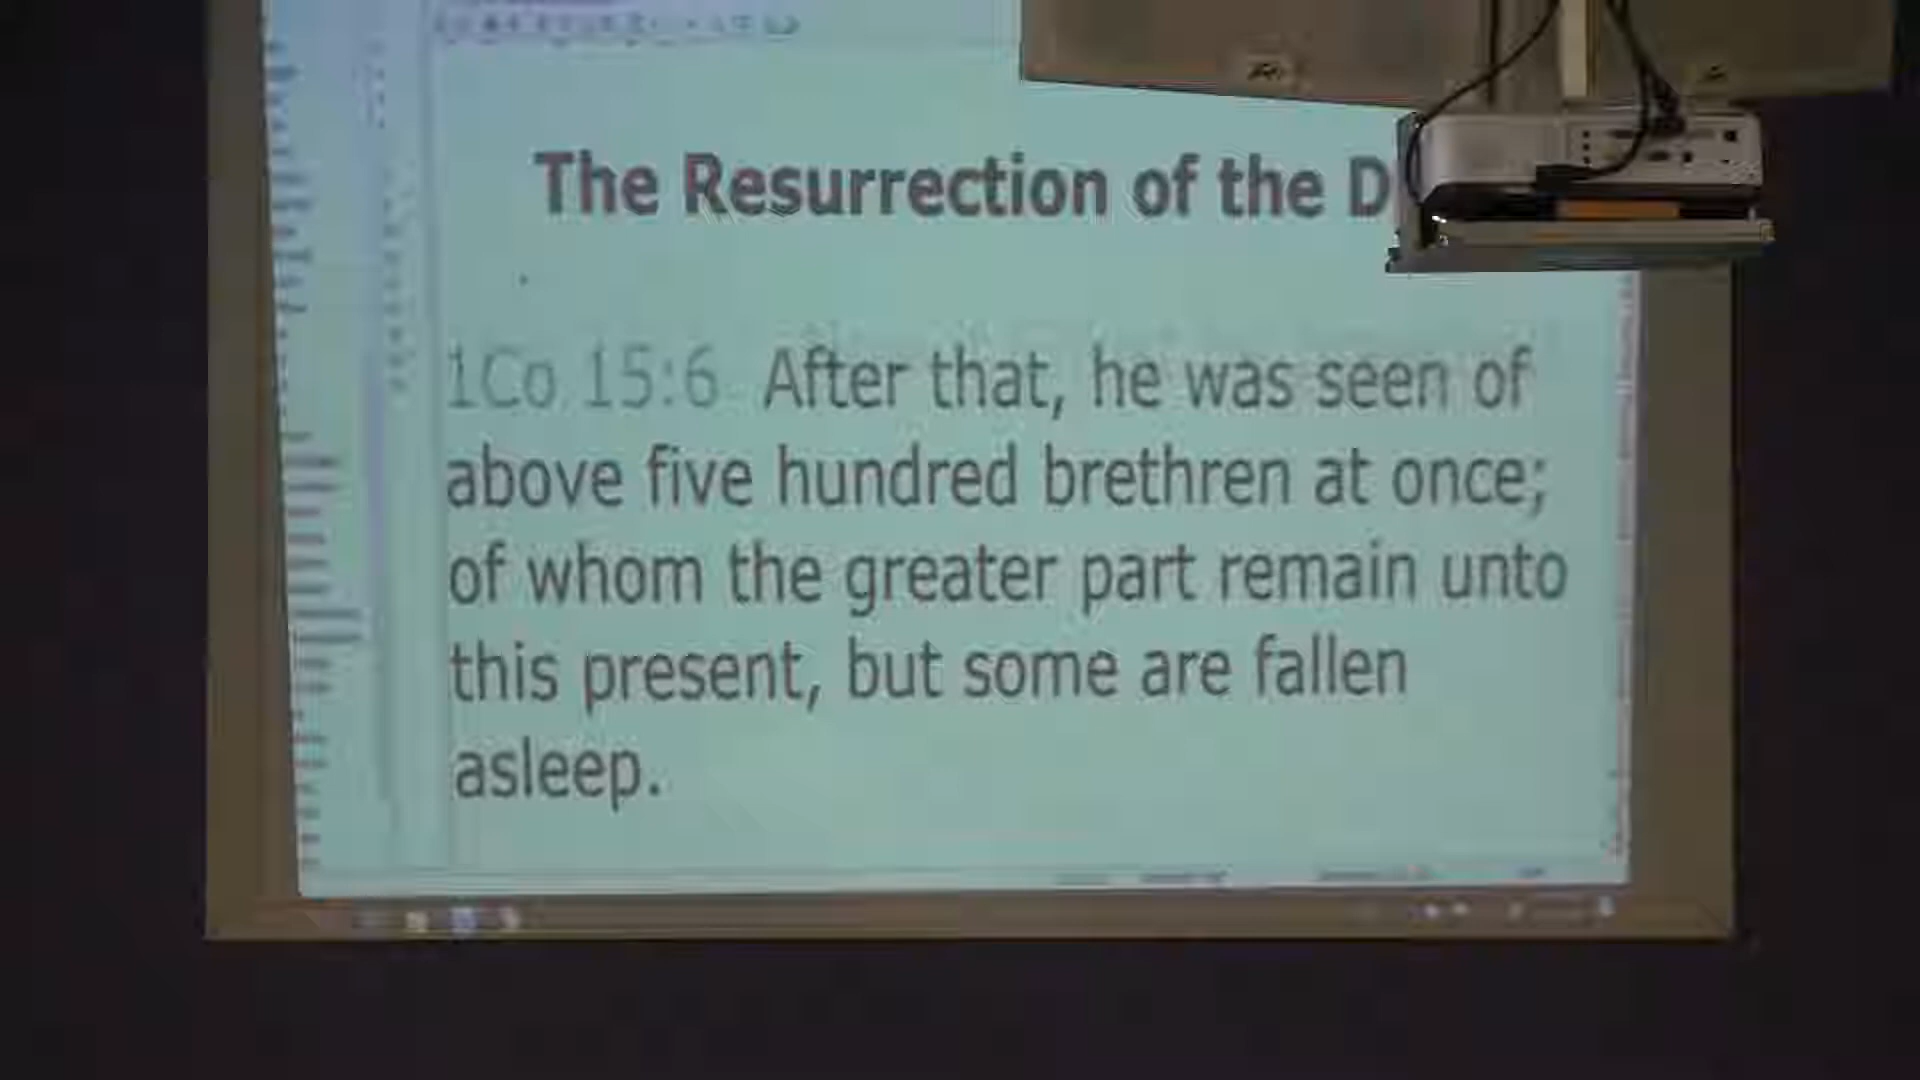 The Resurrection of the D
1Co 15:6 After that, he was seen of
above five hundred brethren at once;
of whom the greater part remain unto
this present, but some are fallen
asleep.